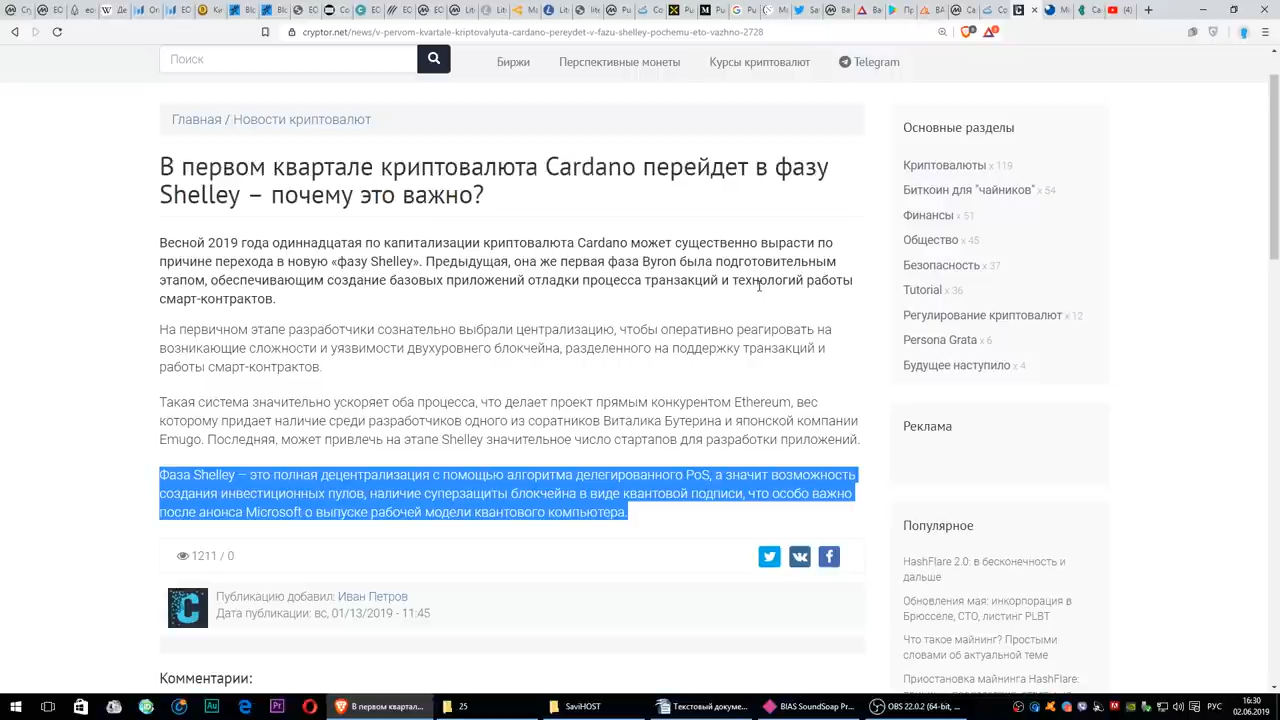 cryptor.net/news/v-pervom-kvartale-kriptovalyuta-cardano-pereydet-v-fazu-shelley-pochemu-eto-vazhno-2728
Поиск
Биржи
Перспективные монеты
Курсы криптовалют
Telegram
Главная / Новости криптовалют
В первом квартале криптовалюта Cardano перейдет в фазу
Shelley – почему это важно?
Весной 2019 года одиннадцатая по капитализации криптовалюта Cardano может существенно вырасти по
причине перехода в новую «фазу Shelley». Предыдущая, она же первая фаза Byron была подготовительным
этапом, обеспечивающим создание базовых приложений отладки процесса транзакций и технологий работы
смарт-контрактов.
На первичном этапе разработчики сознательно выбрали централизацию, чтобы оперативно реагировать на
возникающие сложности и уязвимости двухуровнего блокчейна, разделенного на поддержку транзакций и
работы смарт-контрактов.
Такая система значительно ускоряет оба процесса, что делает проект прямым конкурентом Ethereum, вес
которому придает наличие среди разработчиков одного из соратников Виталика Бутерина и японской компании
Emugo. Последняя, может привлечь на этапе Shelley значительное число стартапов для разработки приложений.
Фаза Shelley – это полная децентрализация с помощью алгоритма делегированного PoS, а значит возможность
создания инвестиционных пулов, наличие суперзащиты блокчейна в виде квантовой подписи, что особо важно
после анонса Microsoft о выпуске рабочей модели квантового компьютера.
1211 / 0
Публикацию добавил: Иван Петров
Дата публикации: вс, 01/13/2019 - 11:45
Комментарии:
Основные разделы
Криптовалюты x 119
Биткоин для "чайников" x 54
Финансы x 51
Общество x 45
Безопасность x 37
Tutorial x 36
Регулирование криптовалют x 12
Persona Grata x 6
Будущее наступило x 4
Реклама
Популярное
HashFlare 2.0: в бесконечность и
дальше
Обновления мая: инкорпорация в
Брюсселе, СТО, листинг PLBT
Что такое майнинг? Простыми
словами об актуальной теме
Приостановка майнинга HashFlare:
В первом квартал...
25
SaviHOST
Текстовый докуме...
BIAS SoundSoap Pr...
OBS 22.0.2 (64-bit, ...
РУС
16:30
02.06.2019